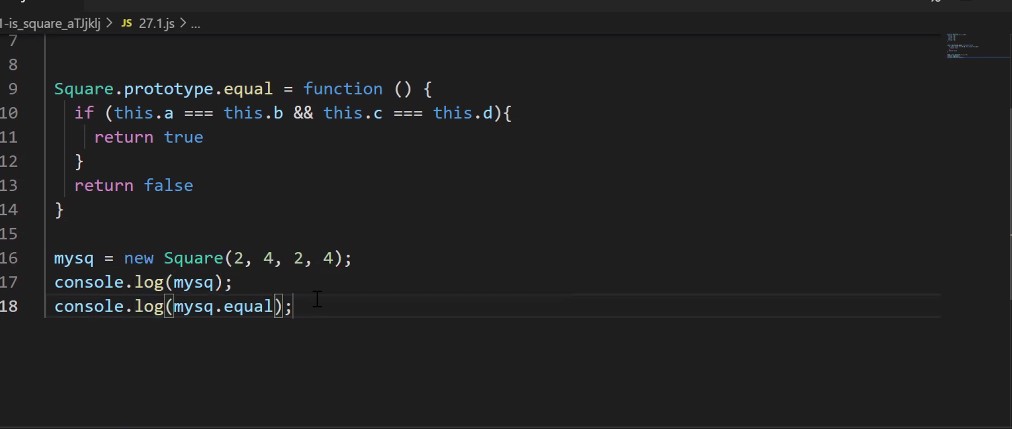 1-is_square_aTJjklj > JS 27.1.js > ...
7
8
9 Square.prototype.equal = function () {
10 if (this.a === this.b && this.c === this.d){
11 return true
12 }
13 return false
14 }
15
16 mysq = new Square(2, 4, 2, 4);
17 console.log(mysq);
18 console.log(mysq.equal);